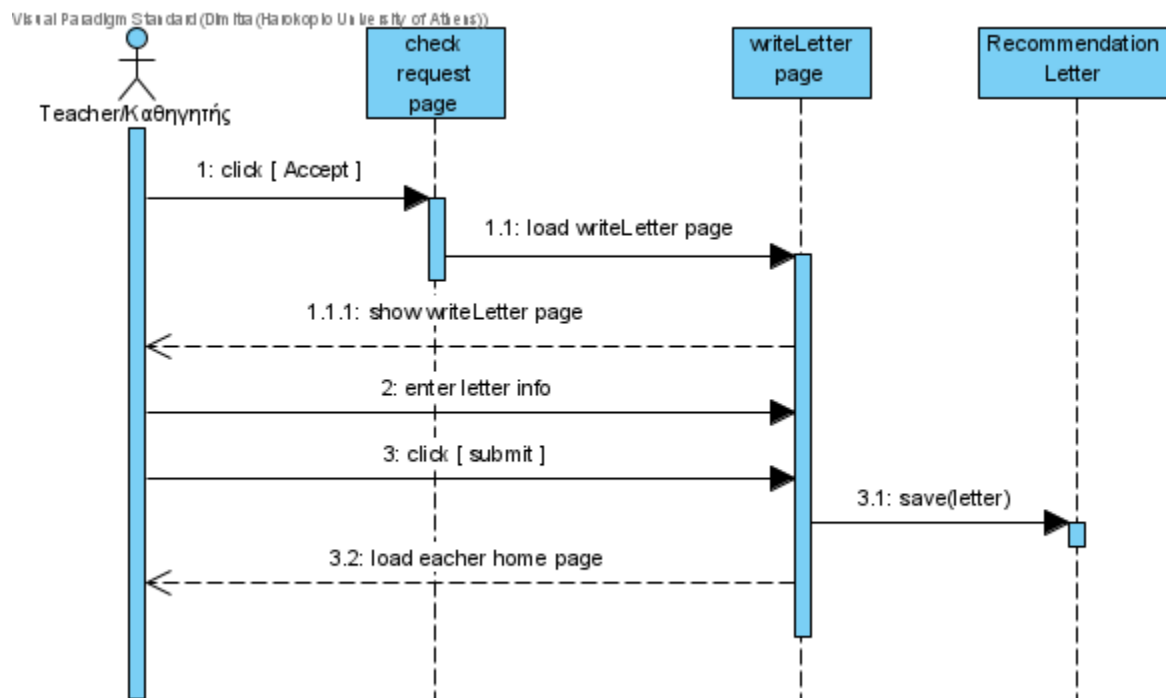 Visual Paradigm Standard (Dimitra (Harokopio University of Athens))
check
request
page
writeLetter
page
Recommendation
Letter
Teacher/Καθηγητής
1: click [ Accept ]
1.1: load writeLetter page
1.1.1: show writeLetter page
2: enter letter info
3: click [ submit ]
3.1: save(letter)
3.2: load eacher home page